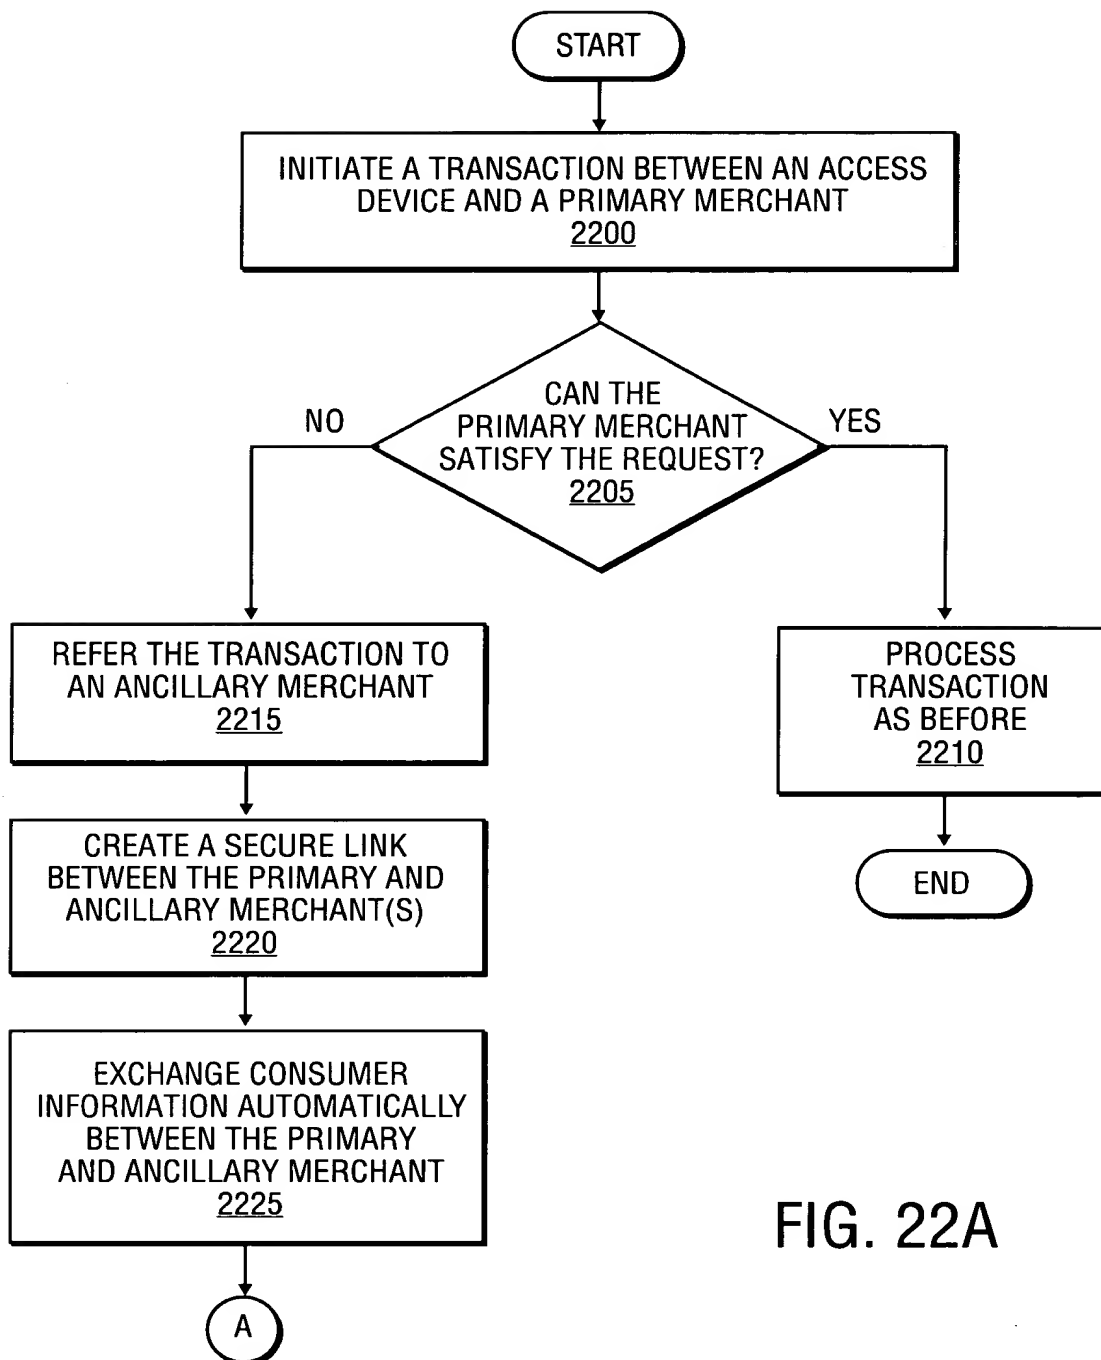 START
INITIATE A TRANSACTION BETWEEN AN ACCESS
DEVICE AND A PRIMARY MERCHANT
2200
CAN THE
PRIMARY MERCHANT
SATISFY THE REQUEST?
2205
NO
YES
REFER THE TRANSACTION TO
AN ANCILLARY MERCHANT
2215
PROCESS
TRANSACTION
AS BEFORE
2210
CREATE A SECURE LINK
BETWEEN THE PRIMARY AND
ANCILLARY MERCHANT(S)
2220
END
EXCHANGE CONSUMER
INFORMATION AUTOMATICALLY
BETWEEN THE PRIMARY
AND ANCILLARY MERCHANT
2225
FIG. 22A
A